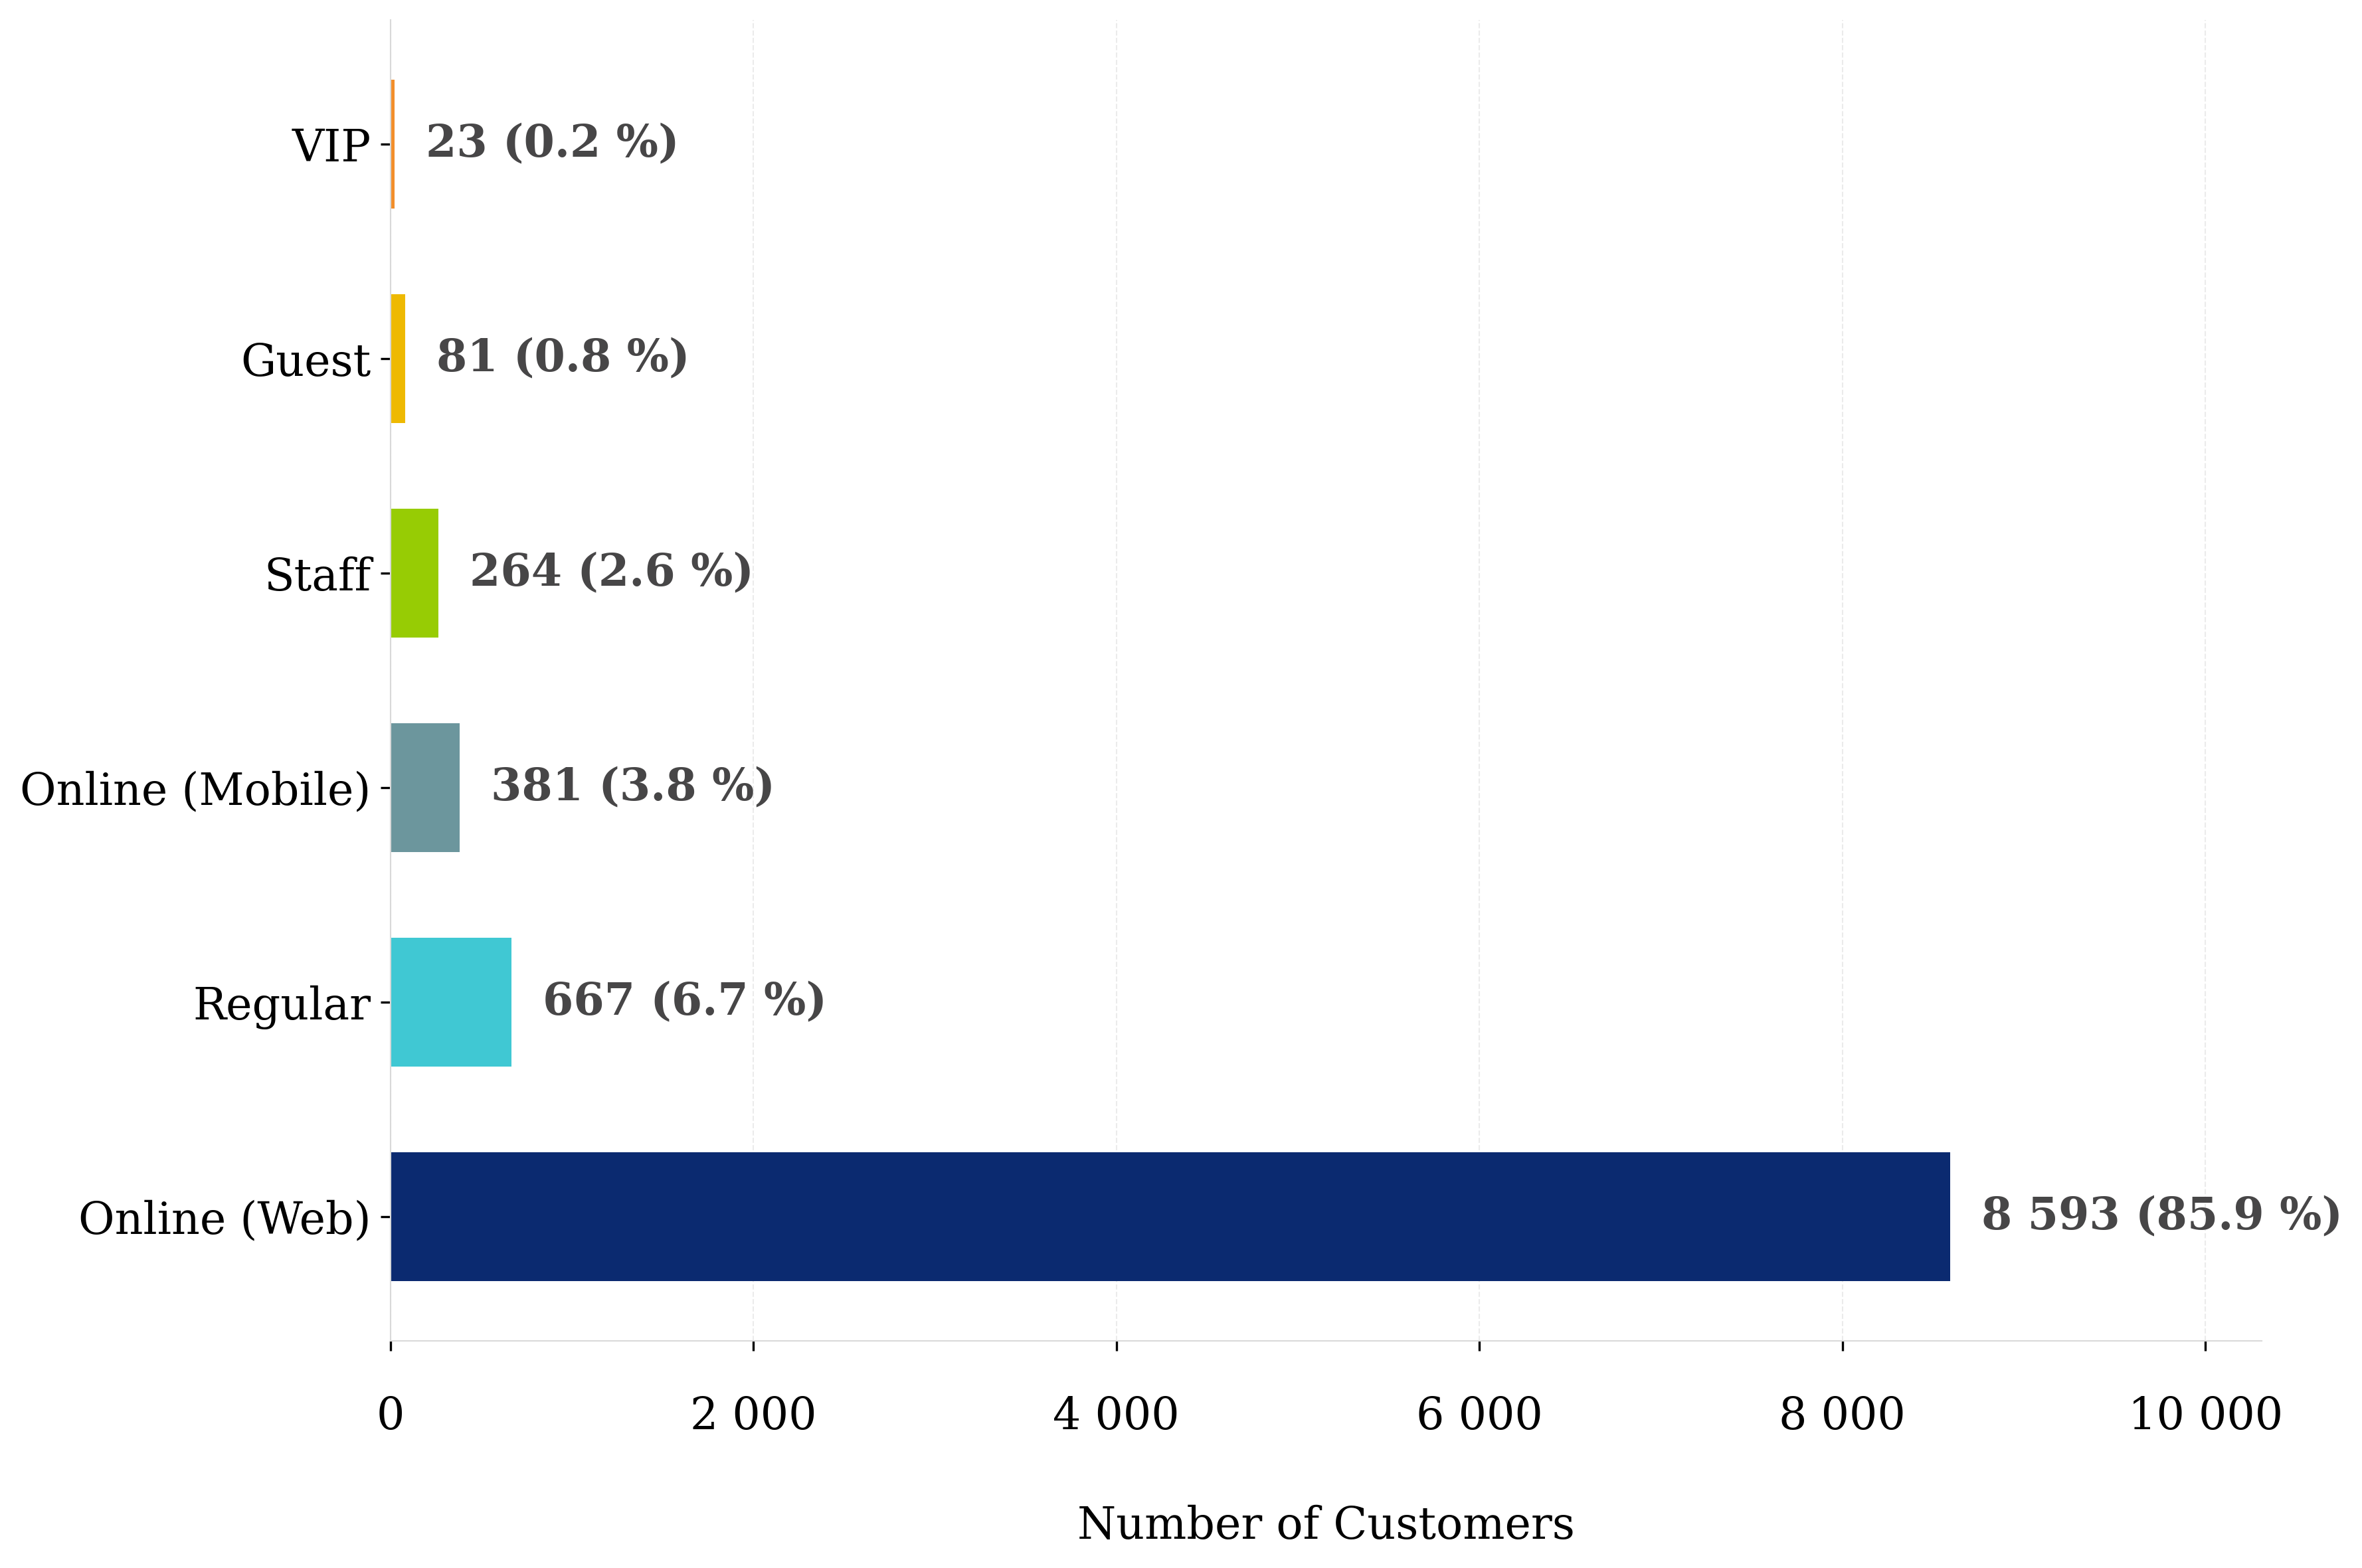 VIP 23 (0.2 %)
Guest 81 (0.8 %)
Staff 264 (2.6 %)
Online (Mobile) 381 (3.8 %)
Regular 667 (6.7 %)
Online (Web) 8 593 (85.9 %)
0 2 000 4 000 6 000 8 000 10 000
Number of Customers